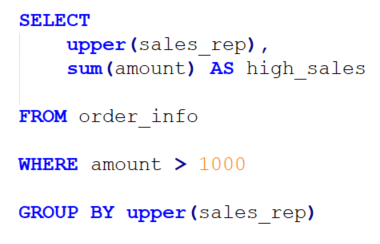 SELECT
upper(sales_rep),
sum(amount) AS high_sales
FROM order_info
WHERE amount > 1000
GROUP BY upper(sales_rep)